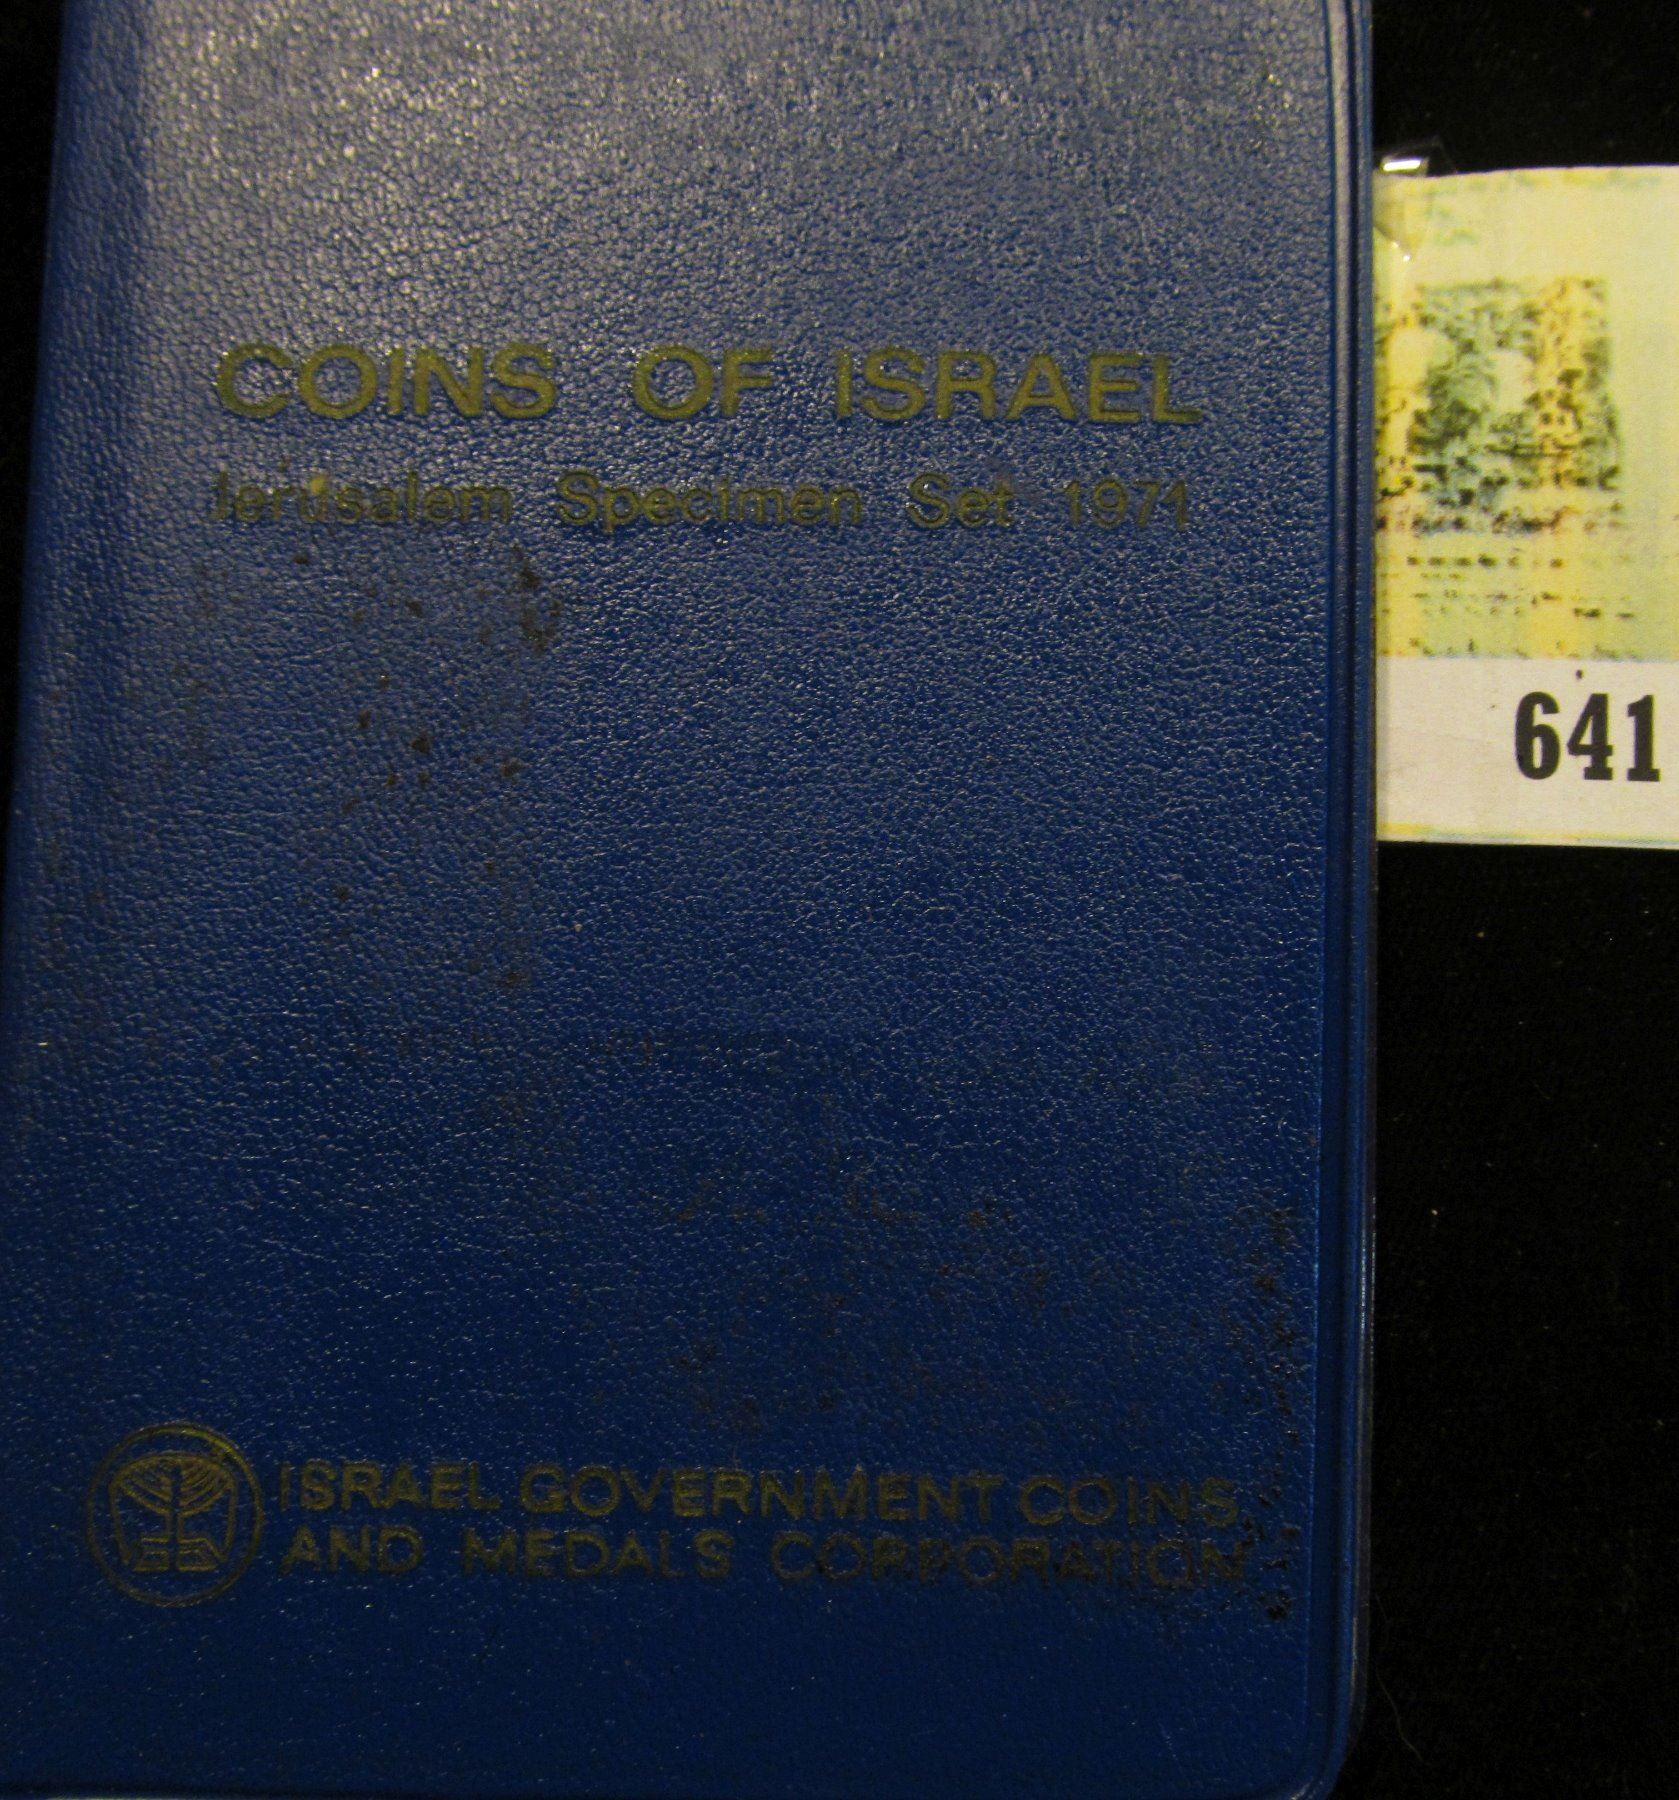 COINS OF ISRAEL
Jerusalem Specimen Set 1971
641
ISRAEL GOVERNMENT COINS
AND MEDALS CORPORATION